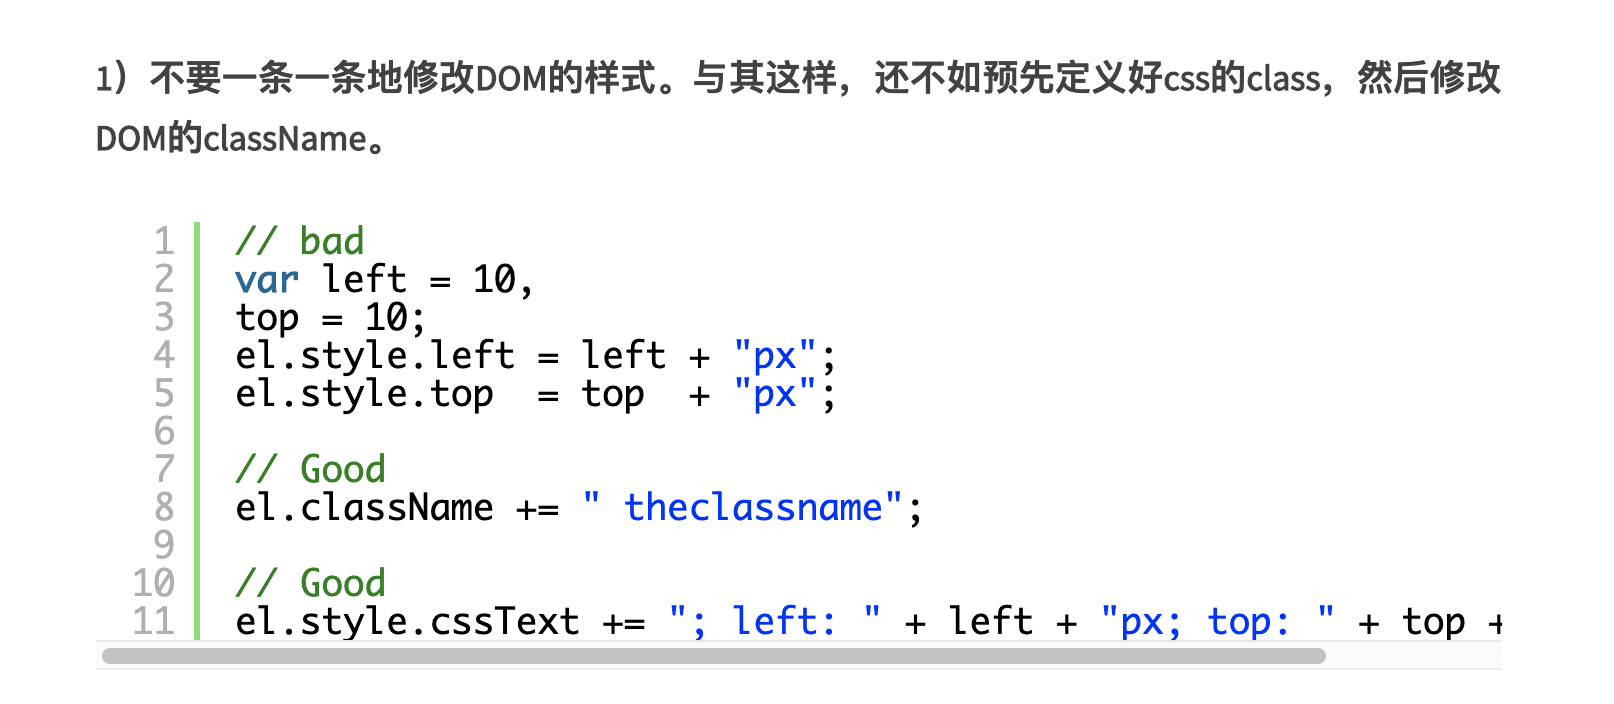 1）不要一条一条地修改DOM的样式。与其这样，还不如预先定义好css的class，然后修改
DOM的className。
1 // bad
2 var left = 10,
3 top = 10;
4 el.style.left = left + "px";
5 el.style.top  = top  + "px";
6
7 // Good
8 el.className += " theclassname";
9
10 // Good
11 el.style.cssText += "; left: " + left + "px; top: " + top +